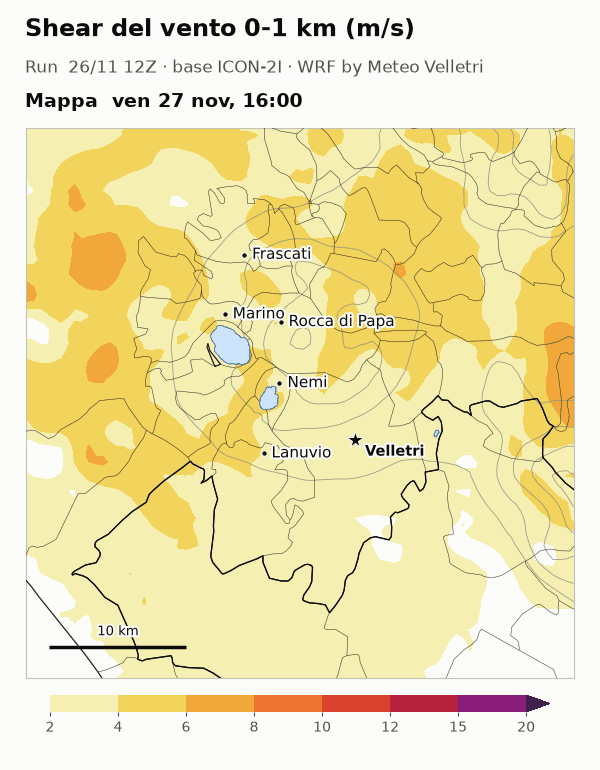 Shear del vento 0-1 km (m/s)
Run 26/11 12Z · base ICON-2I · WRF by Meteo Velletri
Mappa ven 27 nov, 16:00
Frascati
Marino
Rocca di Papa
Nemi
Velletri
Lanuvio
10 km
2 4 6 8 10 12 15 20